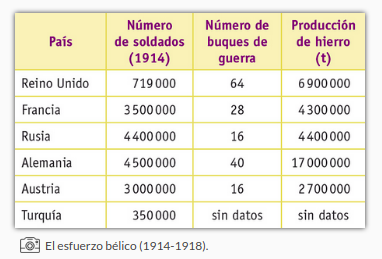 País Número de soldados (1914) Número de buques de guerra Producción de hierro (t)
Reino Unido 719 000 64 6 900 000
Francia 3 500 000 28 4 300 000
Rusia 4 400 000 16 4 400 000
Alemania 4 500 000 40 17 000 000
Austria 3 000 000 16 2 700 000
Turquía 350 000 sin datos sin datos
El esfuerzo bélico (1914-1918).